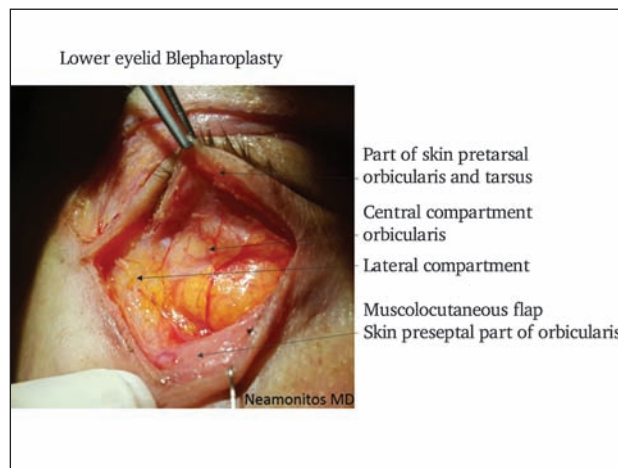 Lower eyelid Blepharoplasty
Part of skin pretarsal
orbicularis and tarsus
Central compartment
orbicularis
Lateral compartment
Muscolocutaneous flap
Skin preseptal part of orbicularis
Neamonitos MD